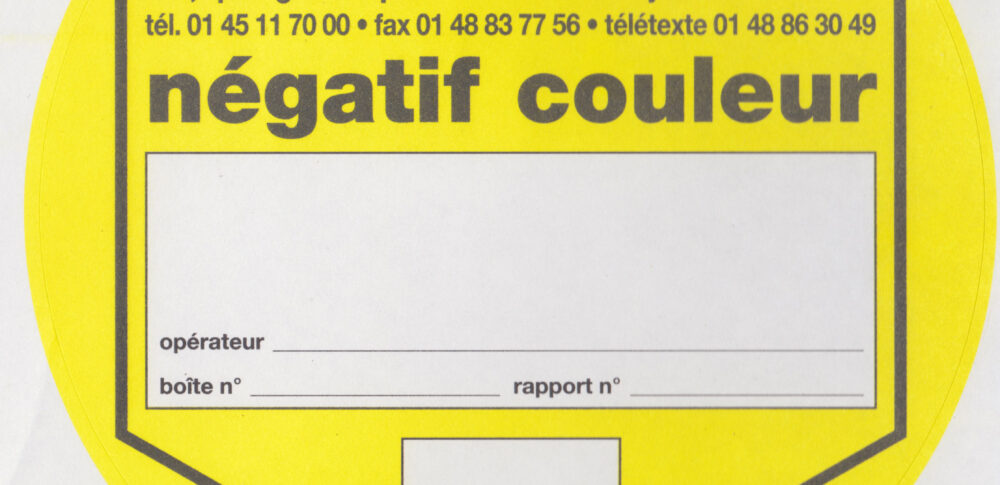 tél. 01 45 11 70 00 • fax 01 48 83 77 56 • télétexte 01 48 86 30 49
négatif couleur
opérateur
boîte n° rapport n°